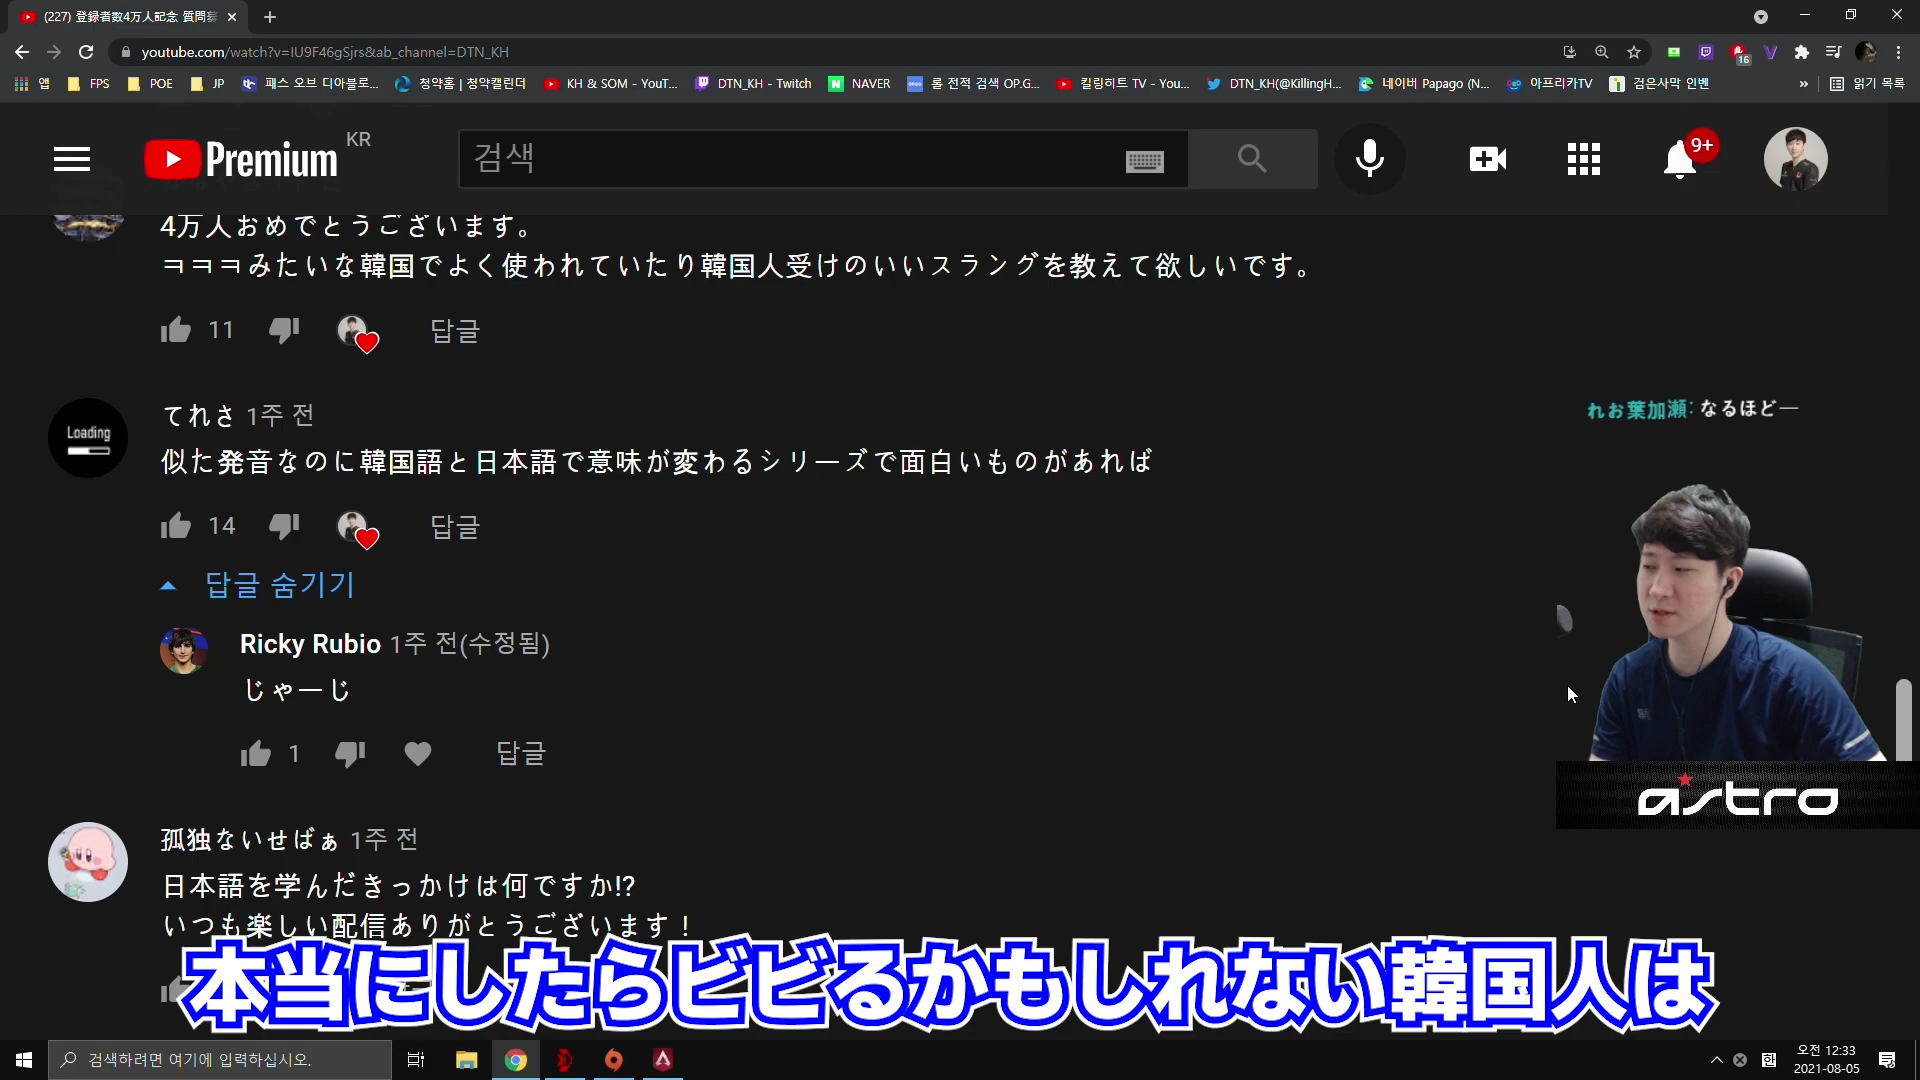 (227) 登録者数4万人記念 質問募
youtube.com/watch?v=IU9F46gSjrs&ab_channel=DTN_KH
16
앱
FPS
POE
JP
패스 오브 디아블로...
청약홈 | 청약캘린더
KH & SOM - YouT...
DTN_KH - Twitch
NAVER
롤 전적 검색 OP.G...
킬링히트 TV - You...
DTN_KH(@KillingH...
네이버 Papago (N...
아프리카TV
검은사막 인벤
»
읽기 목록
Premium KR
검색
9+
4万人おめでとうございます。
ㅋㅋㅋみたいな韓国でよく使われていたり韓国人受けのいいスラングを教えて欲しいです。
11
답글
Loading
てれさ 1주 전
似た発音なのに韓国語と日本語で意味が変わるシリーズで面白いものがあれば
14
답글
답글 숨기기
Ricky Rubio 1주 전(수정됨)
じゃーじ
1
답글
れお葉加瀬: なるほどー
astro
孤独ないせばぁ 1주 전
日本語を学んだきっかけは何ですか!?
いつも楽しい配信ありがとうございます！
本当にしたらビビるかもしれない韓国人は
검색하려면 여기에 입력하십시오.
한
오전 12:33
2021-08-05